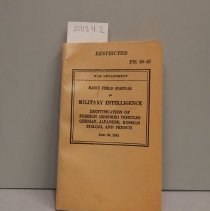 2013.11.2
RESTRICTED
FM 30-42
WAR DEPARTMENT
BASIC FIELD MANUAL
MILITARY INTELLIGENCE
IDENTIFICATION OF
FOREIGN ARMORED VEHICLES
GERMAN, JAPANESE, RUSSIAN
ITALIAN, AND FRENCH